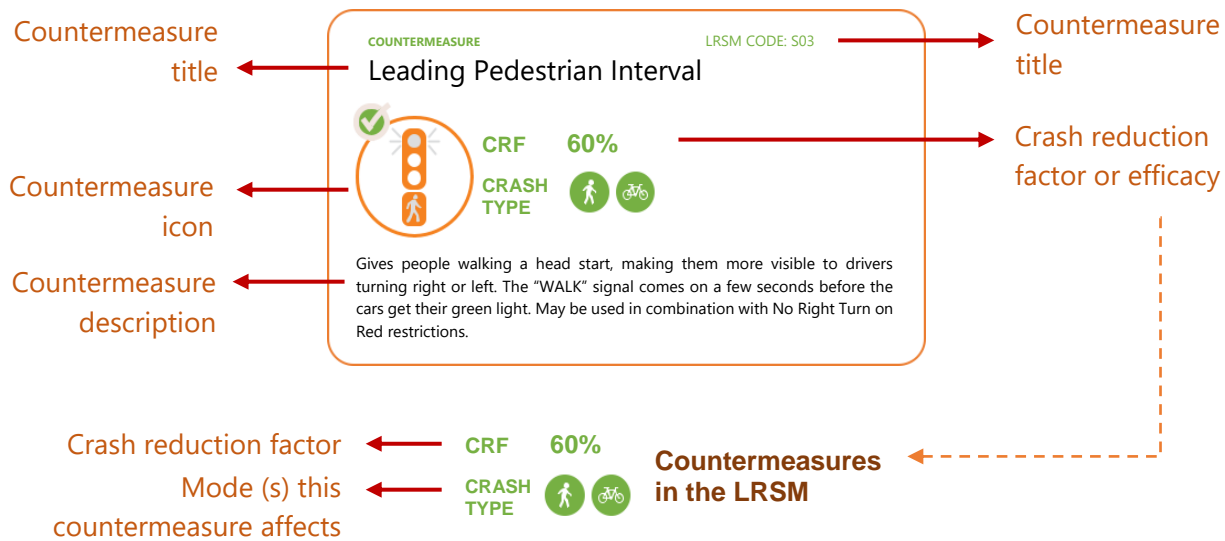 Countermeasure
title
COUNTERMEASURE
LRSM CODE: S03
Leading Pedestrian Interval
Countermeasure
title
CRF 60%
CRASH
TYPE
Crash reduction
factor or efficacy
Countermeasure
icon
Countermeasure
description
Gives people walking a head start, making them more visible to drivers
turning right or left. The “WALK” signal comes on a few seconds before the
cars get their green light. May be used in combination with No Right Turn on
Red restrictions.
Crash reduction factor
CRF 60%
Mode (s) this
countermeasure affects
CRASH
TYPE
Countermeasures
in the LRSM